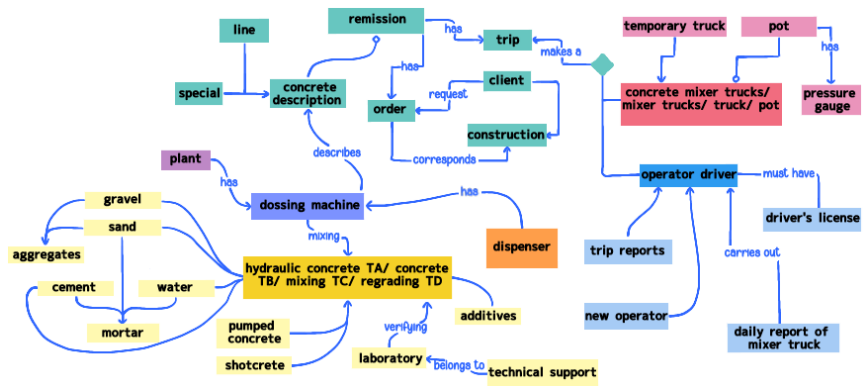 remission
line
has
trip
temporary truck
pot
makes a
has
special
concrete
description
has
client
request
order
concrete mixer trucks/
mixer trucks/ truck/ pot
pressure
gauge
construction
describes
corresponds
plant
has
operator driver
must have
gravel
dossing machine
has
driver's license
sand
mixing
dispenser
trip reports
carries out
aggregates
hydraulic concrete TA/ concrete
TB/ mixing TC/ regrading TD
cement
water
additives
new operator
mortar
pumped
concrete
verifying
daily report of
mixer truck
shotcrete
laboratory
belongs to
technical support